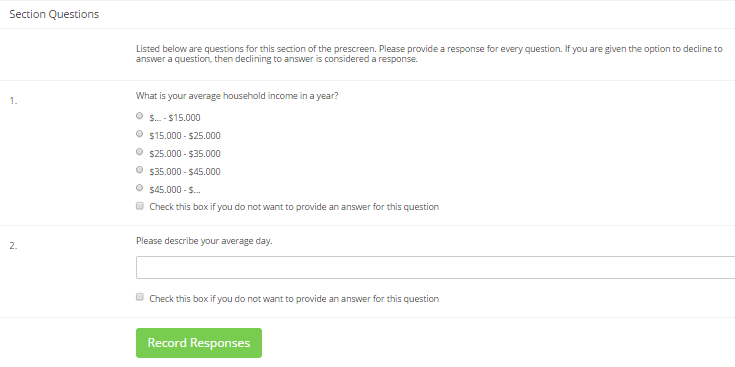 Section Questions
Listed below are questions for this section of the prescreen. Please provide a response for every question. If you are given the option to decline to
answer a question, then declining to answer is considered a response.
1.
What is your average household income in a year?
$... - $15.000
$15.000 - $25.000
$25.000 - $35.000
$35.000 - $45.000
$45.000 - $...
Check this box if you do not want to provide an answer for this question
2.
Please describe your average day.
Check this box if you do not want to provide an answer for this question
Record Responses